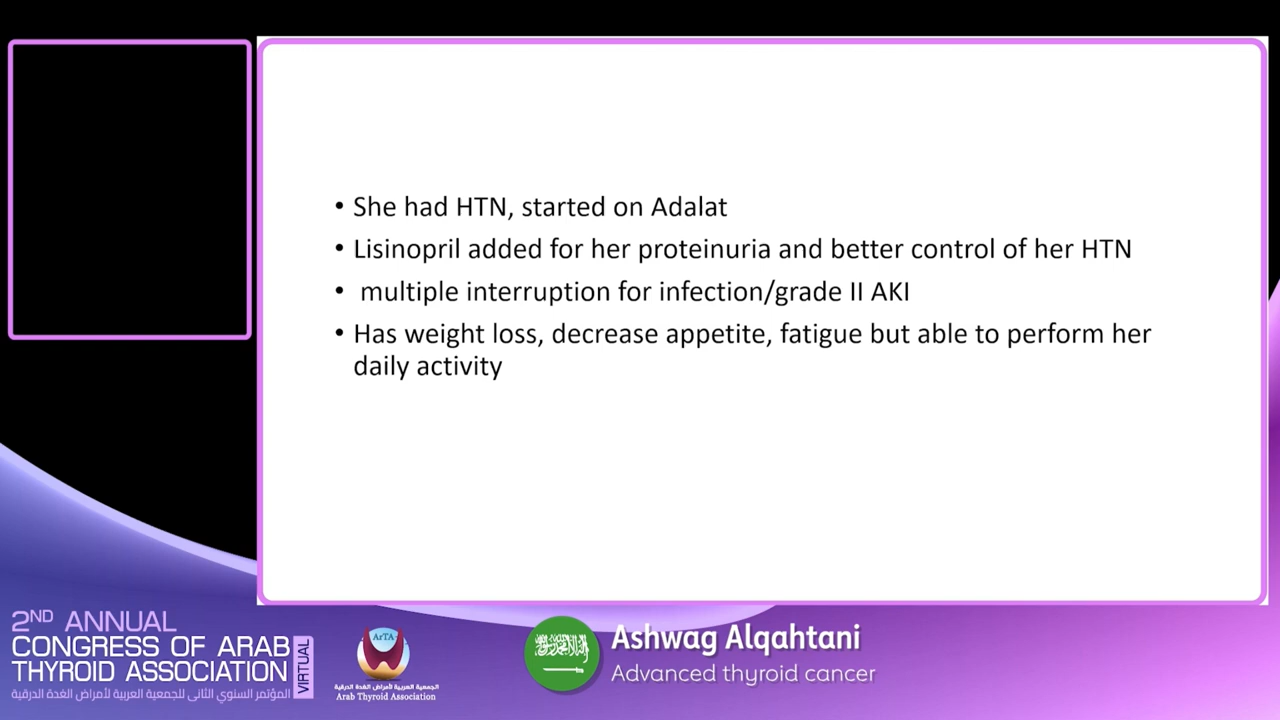 • She had HTN, started on Adalat
• Lisinopril added for her proteinuria and better control of her HTN
• multiple interruption for infection/grade II AKI
• Has weight loss, decrease appetite, fatigue but able to perform her
daily activity
2ND ANNUAL
CONGRESS OF ARAB
THYROID ASSOCIATION
VIRTUAL
المؤتمر السنوي الثانى للجمعية العربية لأمراض الغدة الدرقية
ArTA
الجمعية العربية لأمراض الغدة الدرقية
Arab Thyroid Association
Ashwag Alqahtani
Advanced thyroid cancer